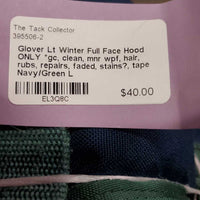 The Tack Collector
395506-2
Glover Lt Winter Full Face Hood
ONLY *gc, clean, mnr wpf, hair,
rubs, repairs, faded, stains?, tape
Navy/Green L
EL3Q8C
$40.00